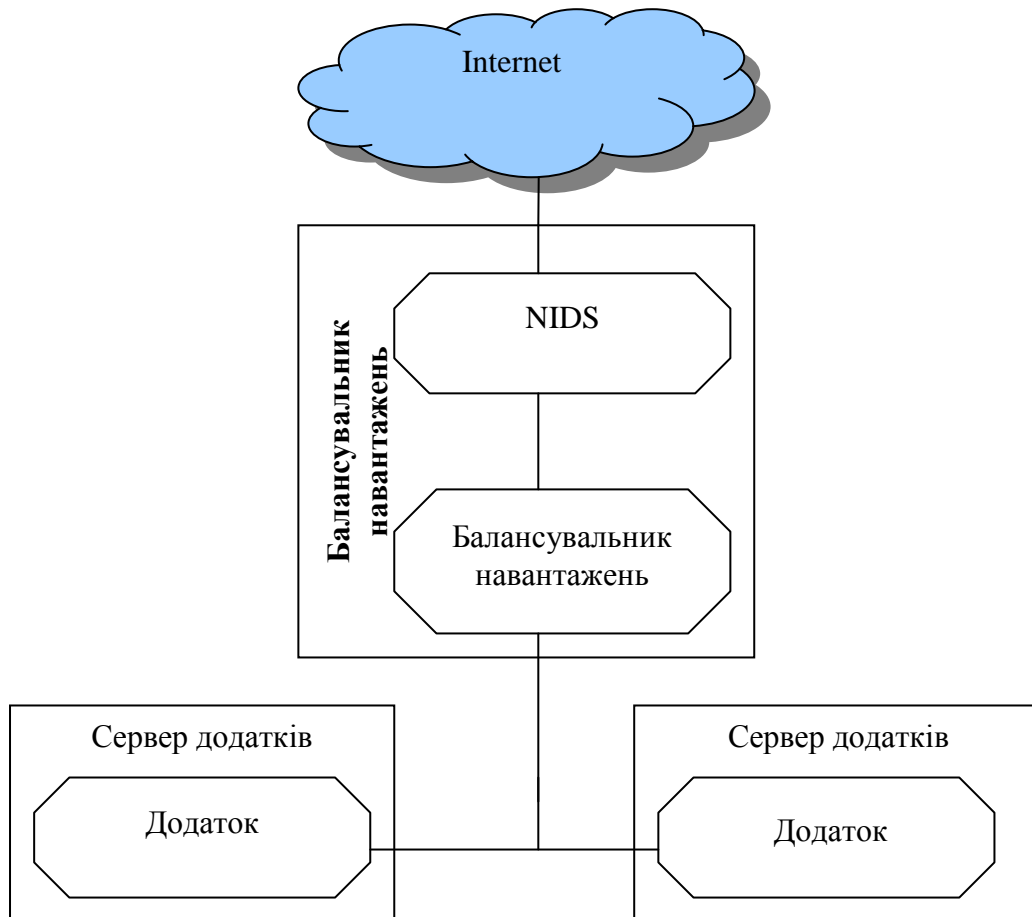 Internet
NIDS
Балансувальник
навантажень
Балансувальник
навантажень
Сервер додатків
Додаток
Сервер додатків
Додаток